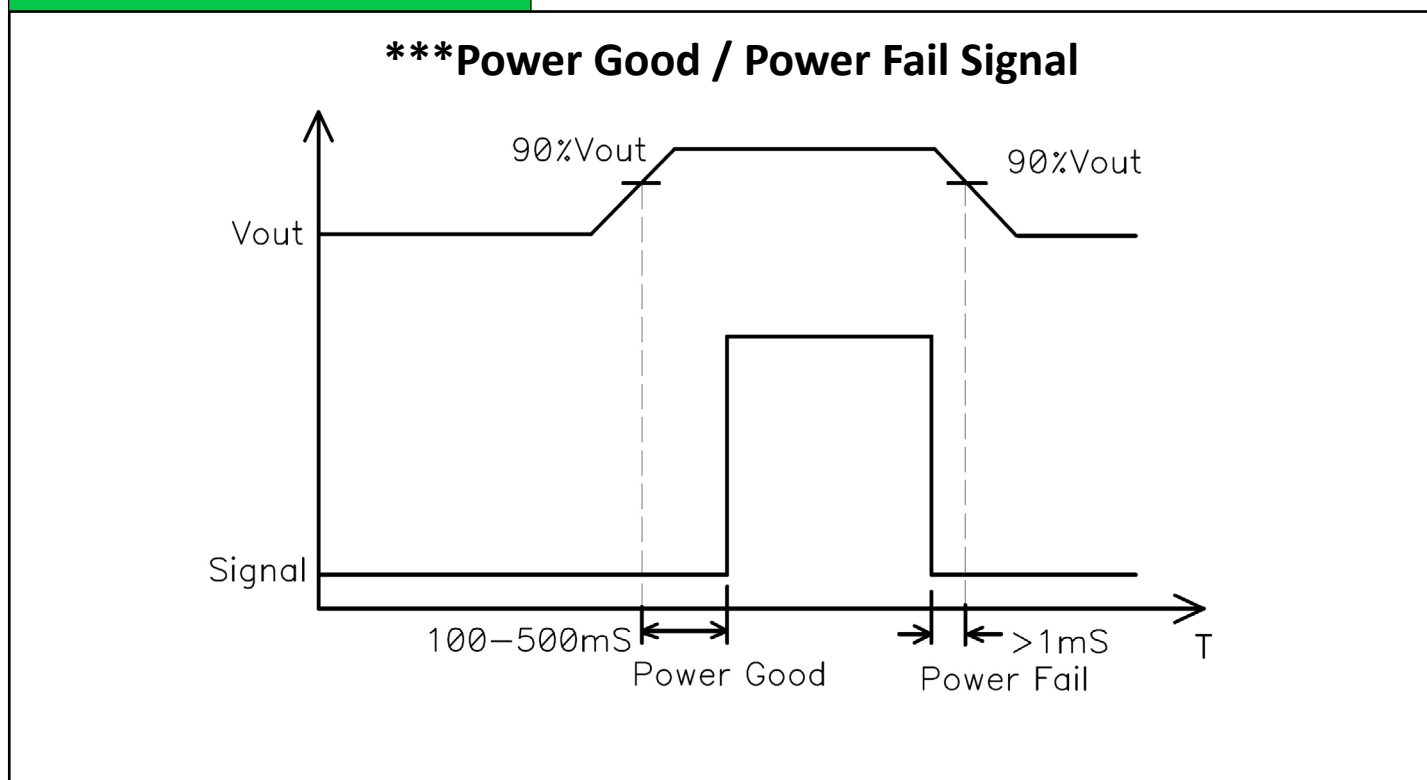 ***Power Good / Power Fail Signal
90%Vout
90%Vout
Vout
Signal
100-500mS
>1mS
T
Power Good
Power Fail